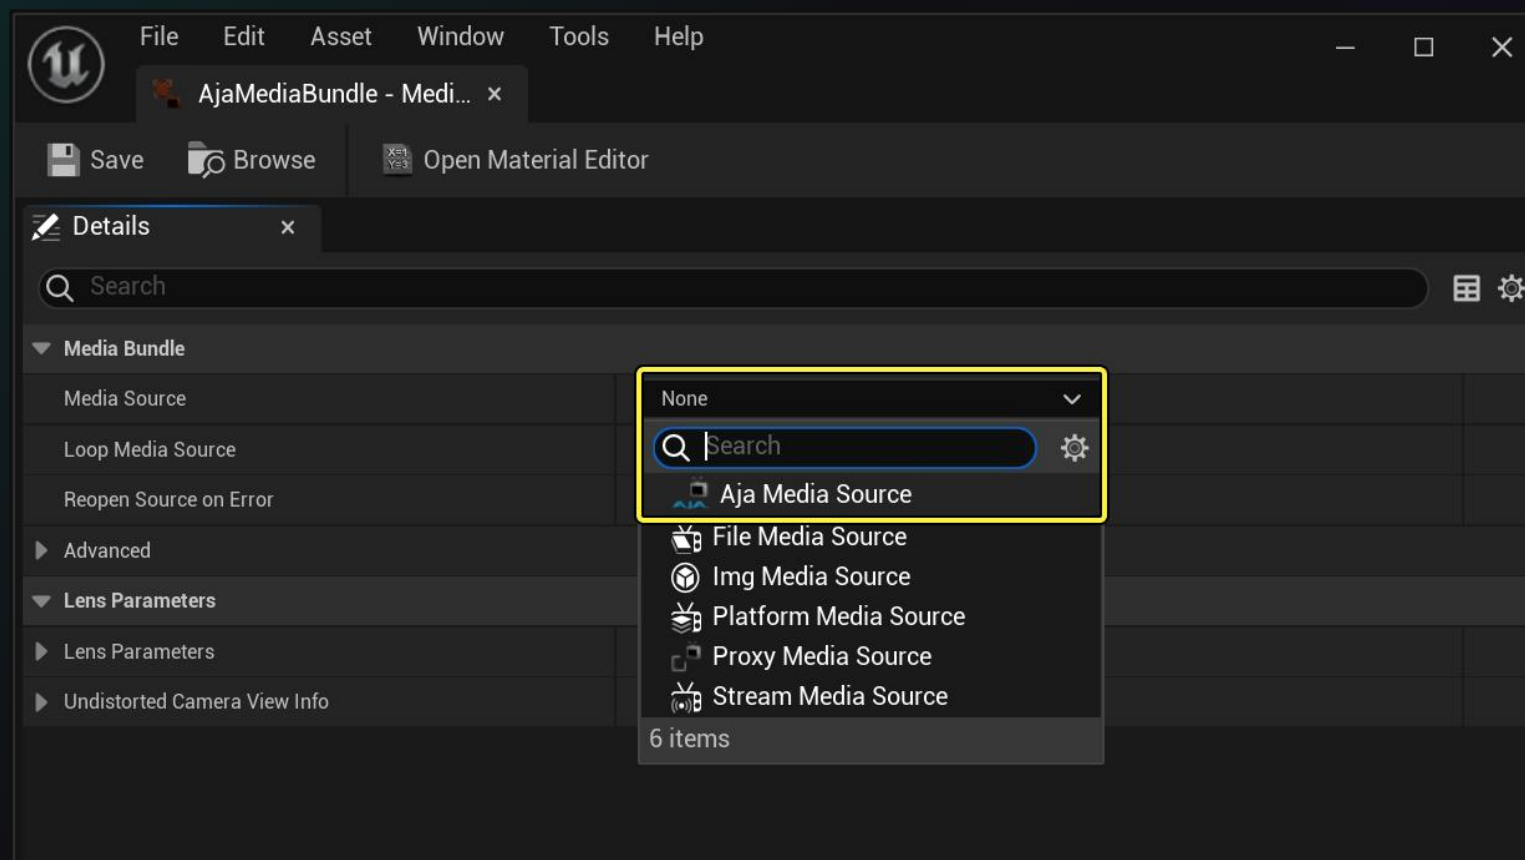 File Edit Asset Window Tools Help
AjaMediaBundle - Medi...
Save Browse Open Material Editor
Details
Search
Media Bundle
Media Source None
Search
Loop Media Source
Aja Media Source
Reopen Source on Error
File Media Source
Advanced
Img Media Source
Lens Parameters
Platform Media Source
Lens Parameters
Proxy Media Source
Undistorted Camera View Info
Stream Media Source
6 items